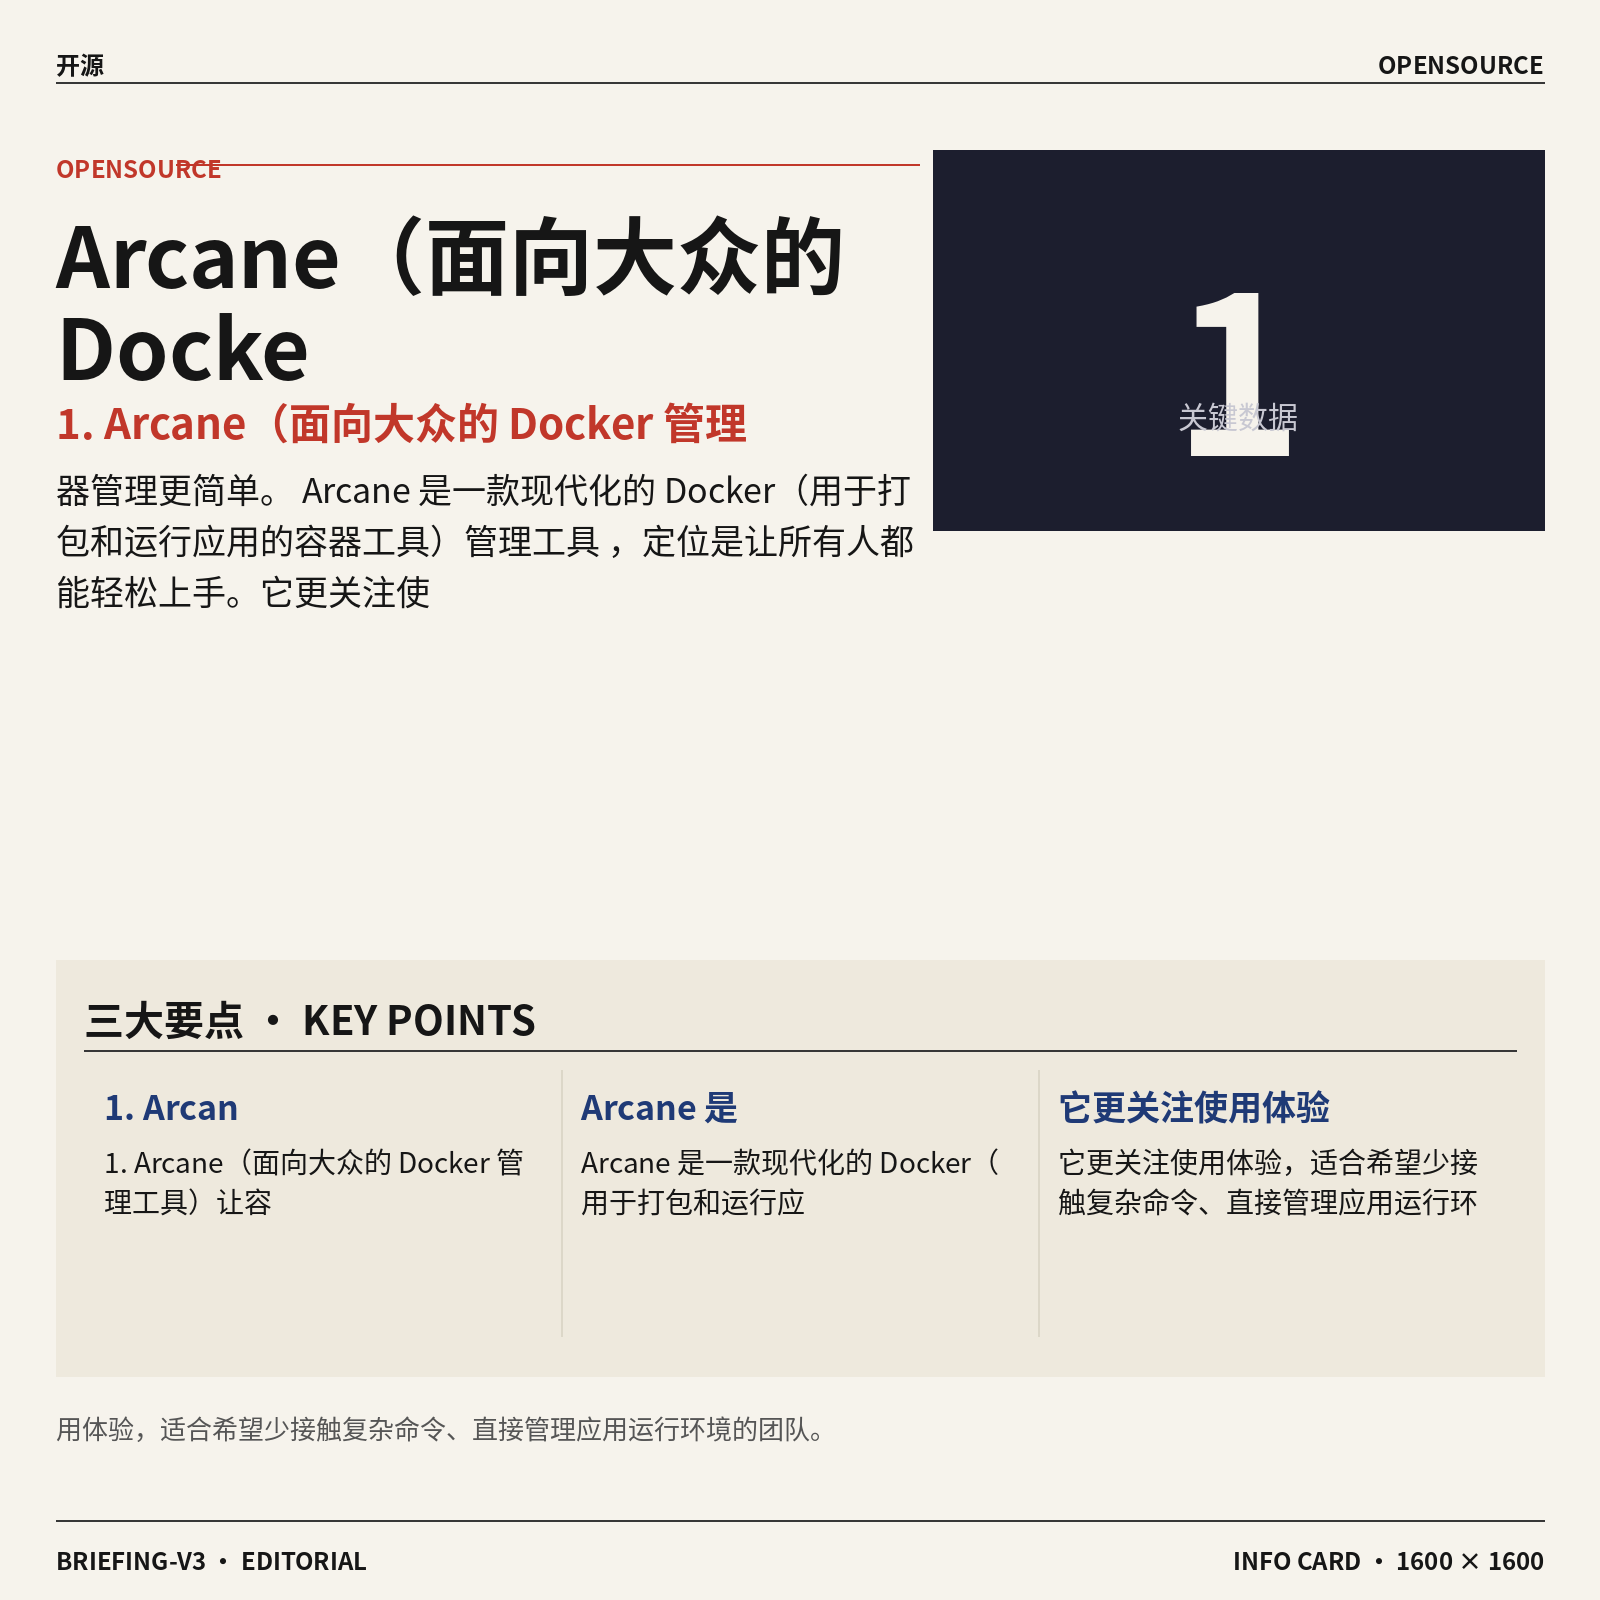 开源
OPENSOURCE
OPENSOURCE
Arcane（面向大众的
Docke
1. Arcane（面向大众的 Docker 管理
器管理更简单。 Arcane 是一款现代化的 Docker（用于打
包和运行应用的容器工具）管理工具 ，定位是让所有人都
能轻松上手。它更关注使
1
关键数据
三大要点 · KEY POINTS
1. Arcan
1. Arcane（面向大众的 Docker 管
理工具）让容
Arcane 是
Arcane 是一款现代化的 Docker（
用于打包和运行应
它更关注使用体验
它更关注使用体验，适合希望少接
触复杂命令、直接管理应用运行环
用体验，适合希望少接触复杂命令、直接管理应用运行环境的团队。
BRIEFING-V3 · EDITORIAL
INFO CARD · 1600 × 1600